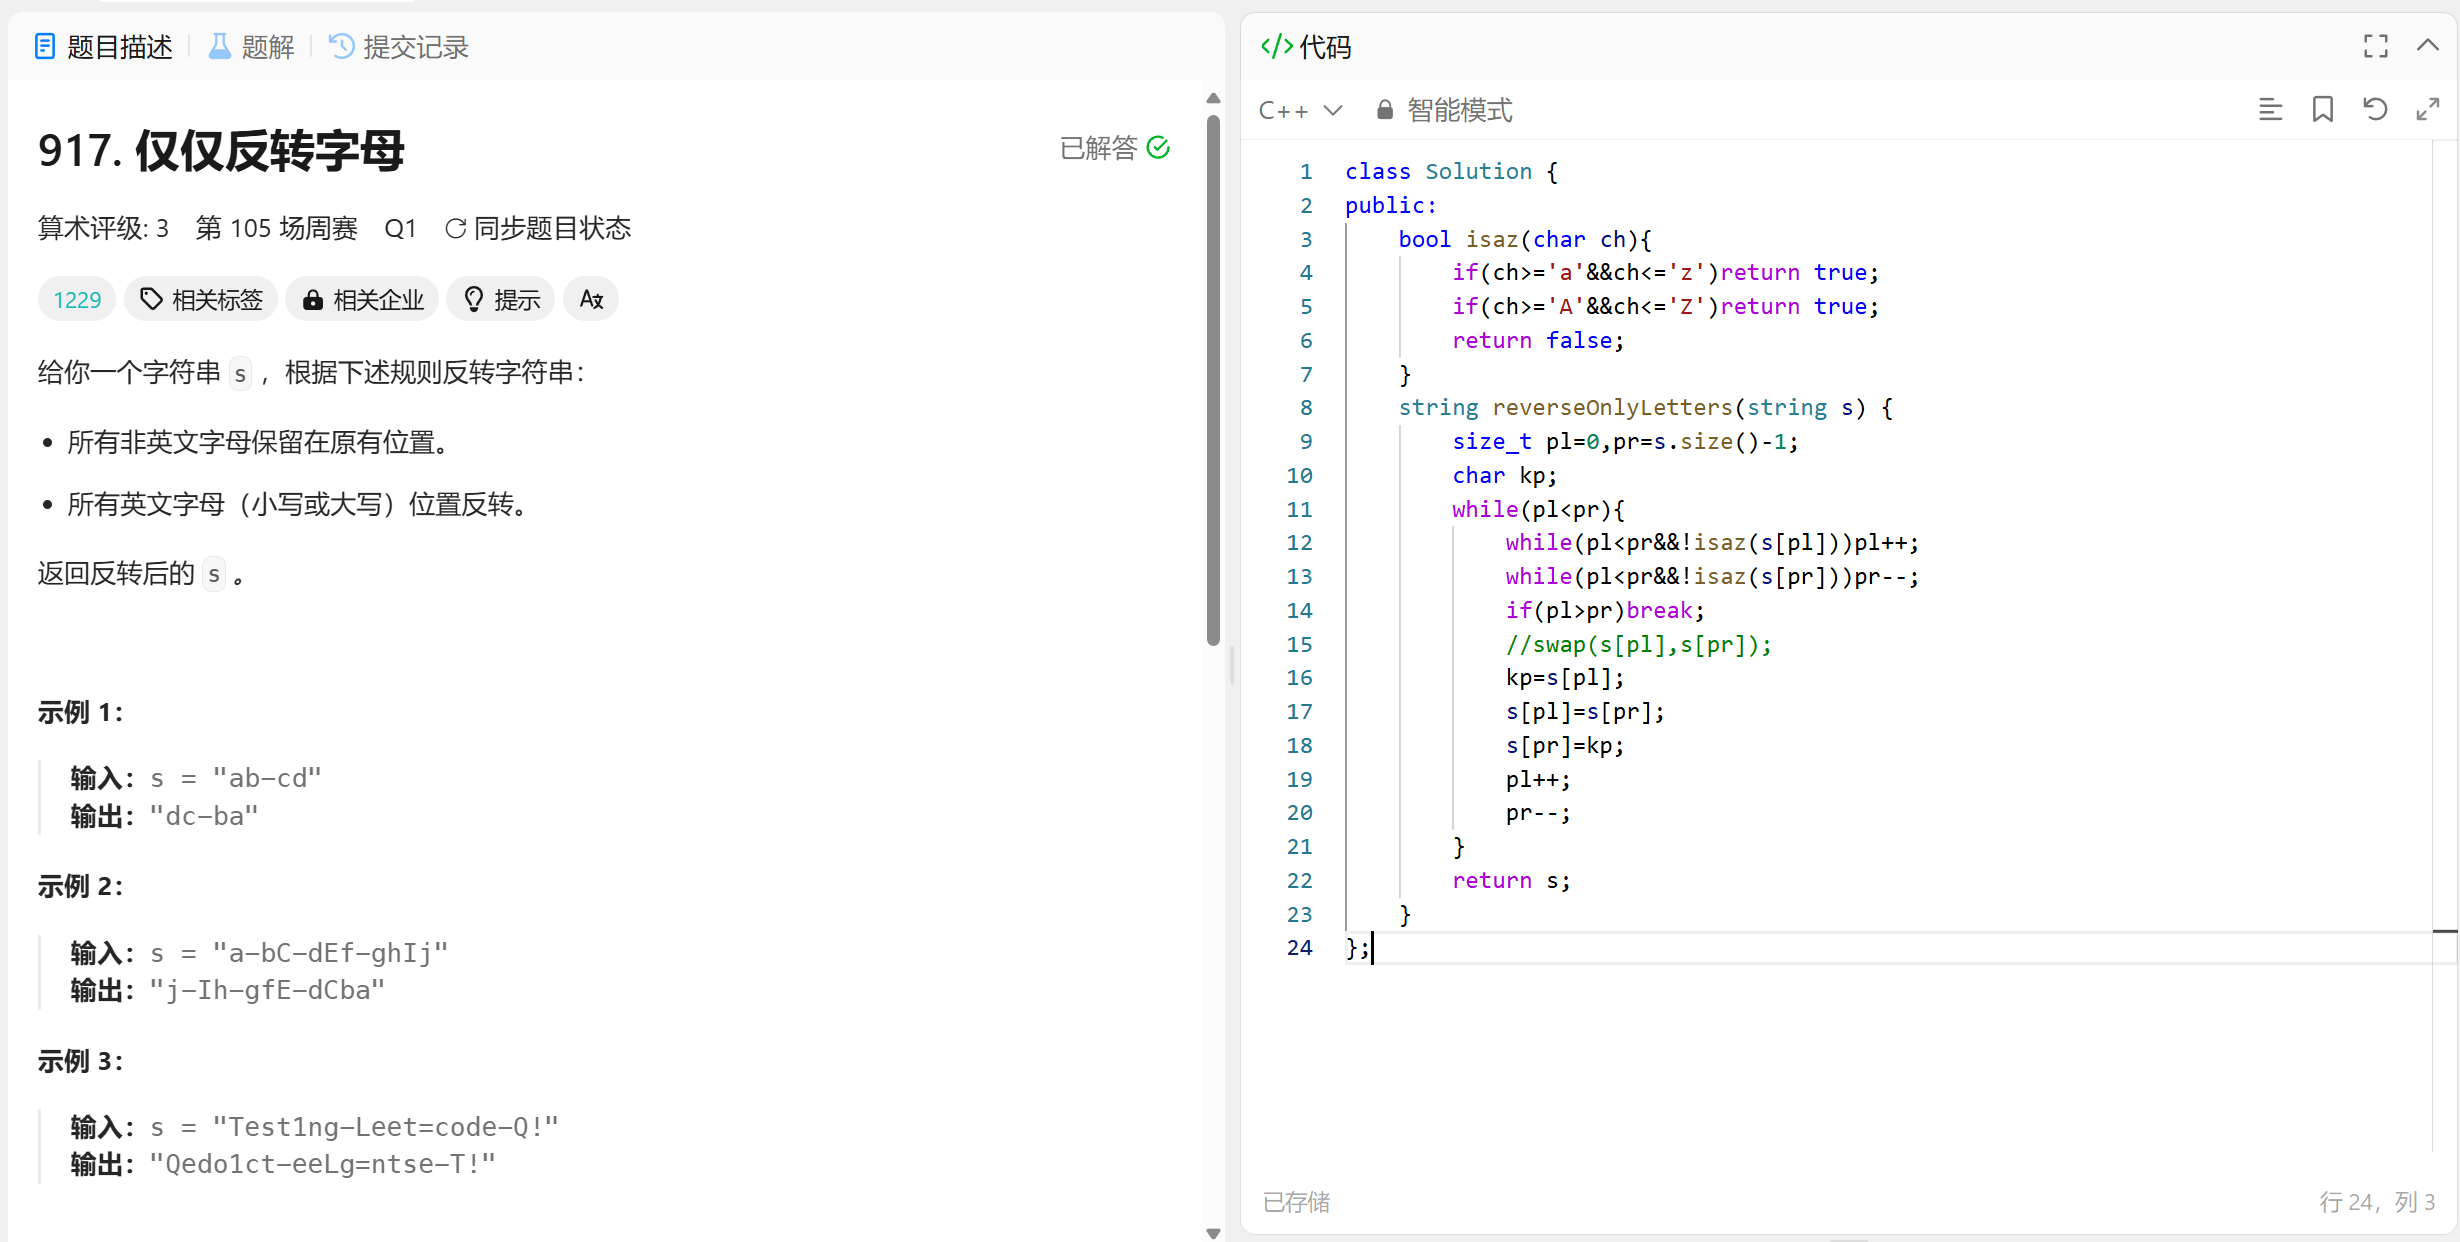 题目描述 题解 提交记录
917. 仅仅反转字母
已解答
算术评级: 3 第 105 场周赛 Q1 同步题目状态
1229 相关标签 相关企业 提示
给你一个字符串 s ，根据下述规则反转字符串：
所有非英文字母保留在原有位置。
所有英文字母（小写或大写）位置反转。
返回反转后的 s 。
示例 1：
输入：s = "ab-cd"
输出："dc-ba"
示例 2：
输入：s = "a-bC-dEf-ghIj"
输出："j-Ih-gfE-dCba"
示例 3：
输入：s = "Test1ng-Leet=code-Q!"
输出："Qedo1ct-eeLg=ntse-T!"
</> 代码
C++ 智能模式
1 class Solution {
2 public:
3     bool isaz(char ch){
4         if(ch>='a'&&ch<='z')return true;
5         if(ch>='A'&&ch<='Z')return true;
6         return false;
7     }
8     string reverseOnlyLetters(string s) {
9         size_t pl=0,pr=s.size()-1;
10         char kp;
11         while(pl<pr){
12             while(pl<pr&&!isaz(s[pl]))pl++;
13             while(pl<pr&&!isaz(s[pr]))pr--;
14             if(pl>pr)break;
15             //swap(s[pl],s[pr]);
16             kp=s[pl];
17             s[pl]=s[pr];
18             s[pr]=kp;
19             pl++;
20             pr--;
21         }
22         return s;
23     }
24 };
已存储
行 24，列 3